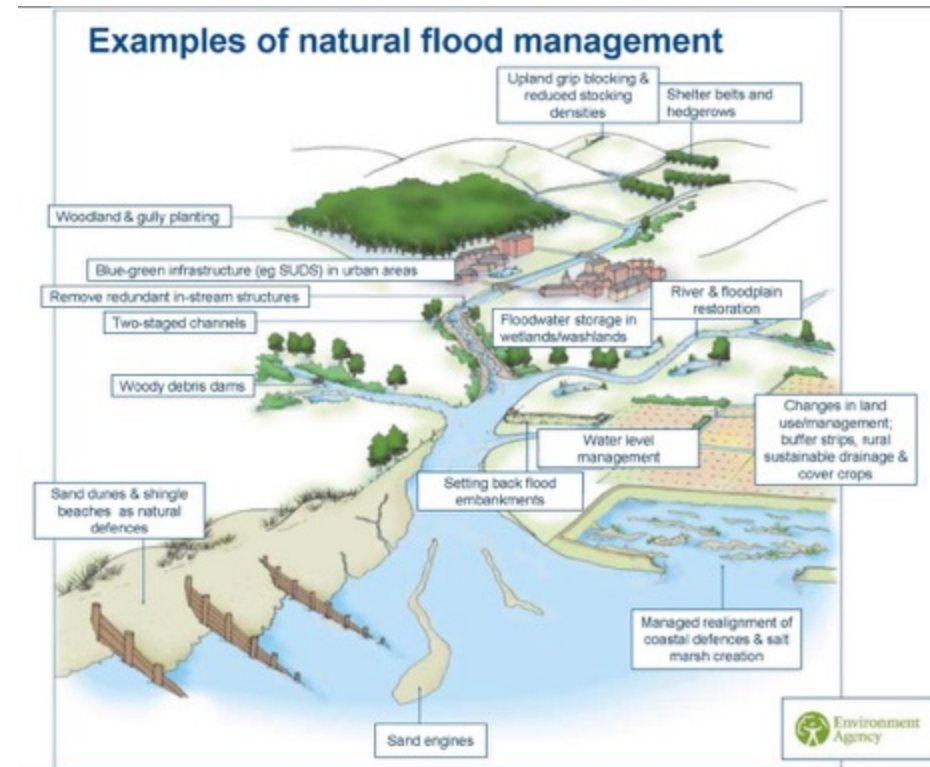 Examples of natural flood management
Upland grip blocking &
reduced stocking
densities
Shelter belts and
hedgerows
Woodland & gully planting
Blue-green infrastructure (eg SUDS) in urban areas
Remove redundant in-stream structures
River & floodplain
restoration
Two-staged channels
Floodwater storage in
wetlands/washlands
Woody debris dams
Changes in land
use/management;
buffer strips, rural
sustainable drainage &
cover crops
Water level
management
Setting back flood
embankments
Sand dunes & shingle
beaches as natural
defences
Managed realignment of
coastal defences & salt
marsh creation
Sand engines
Environment
Agency